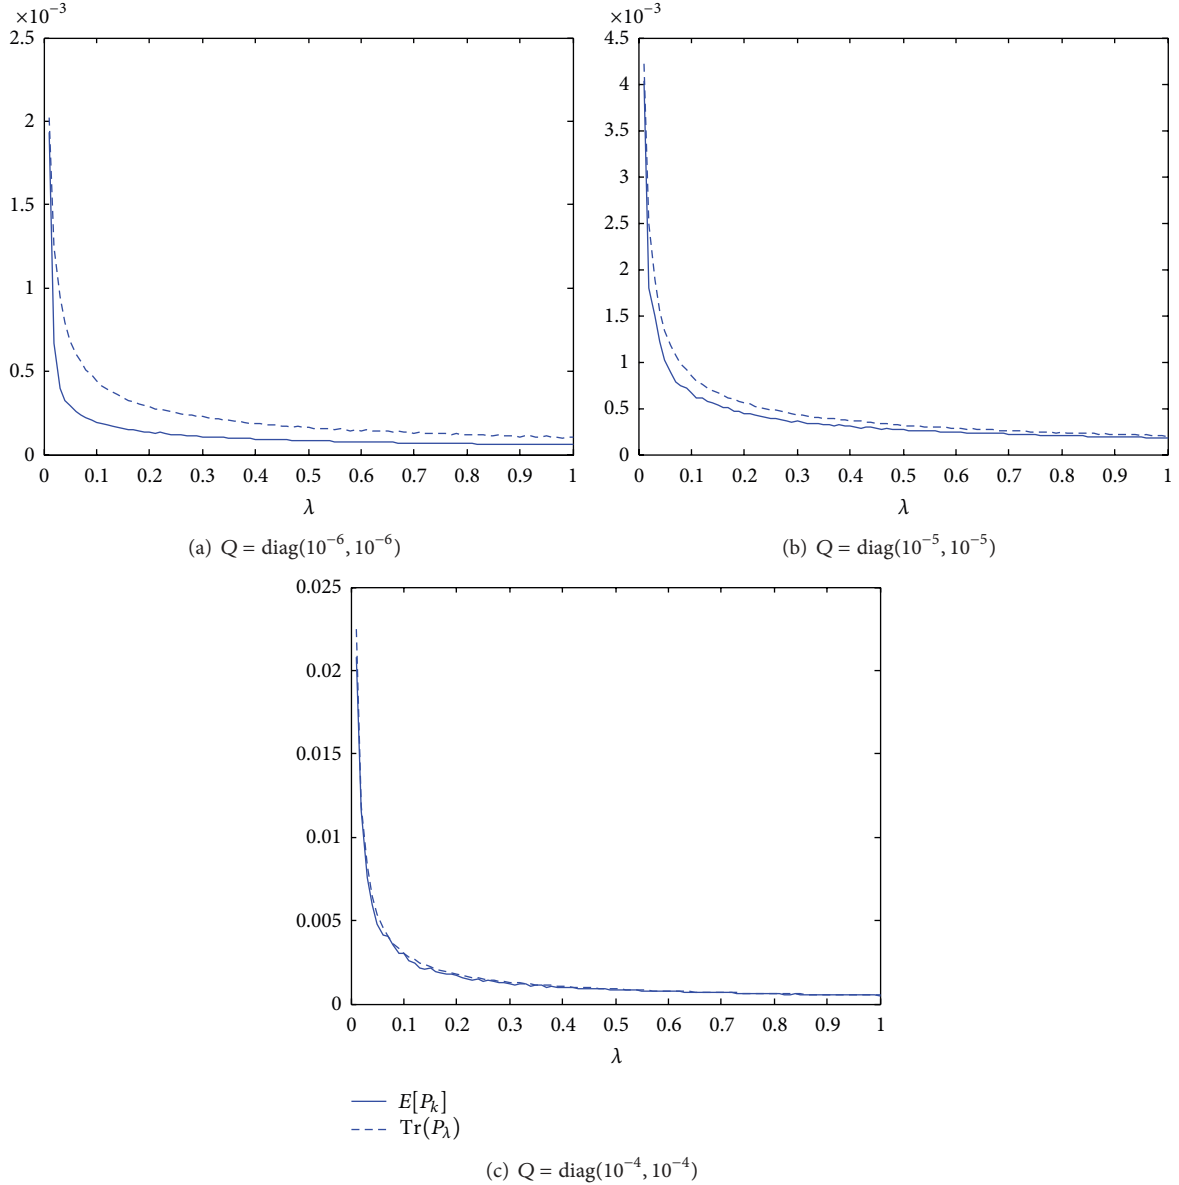 ×10⁻³
2.5
2
1.5
1
0.5
0
0 0.1 0.2 0.3 0.4 0.5 0.6 0.7 0.8 0.9 1
λ
(a) Q = diag(10⁻⁶, 10⁻⁶)
×10⁻³
4.5
4
3.5
3
2.5
2
1.5
1
0.5
0
0 0.1 0.2 0.3 0.4 0.5 0.6 0.7 0.8 0.9 1
λ
(b) Q = diag(10⁻⁵, 10⁻⁵)
0.025
0.02
0.015
0.01
0.005
0
0 0.1 0.2 0.3 0.4 0.5 0.6 0.7 0.8 0.9 1
λ
E[Pₖ]
Tr(P_λ)
(c) Q = diag(10⁻⁴, 10⁻⁴)